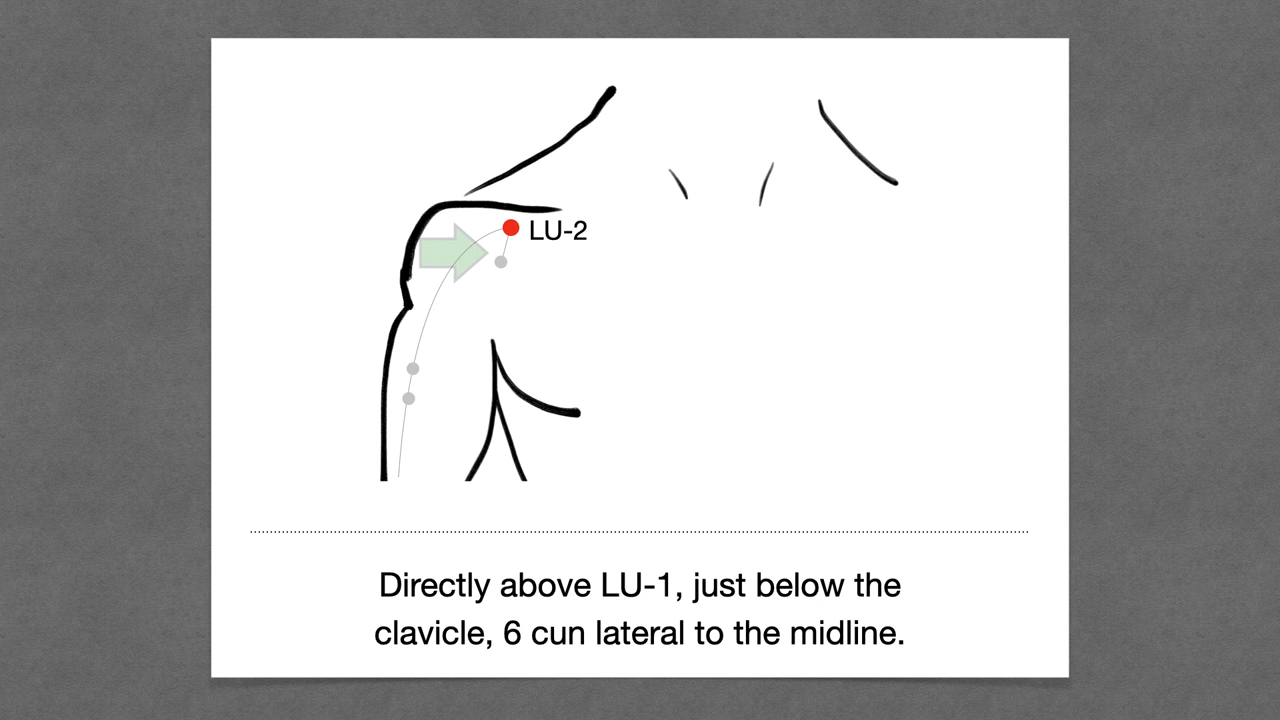 LU-2
Directly above LU-1, just below the
clavicle, 6 cun lateral to the midline.